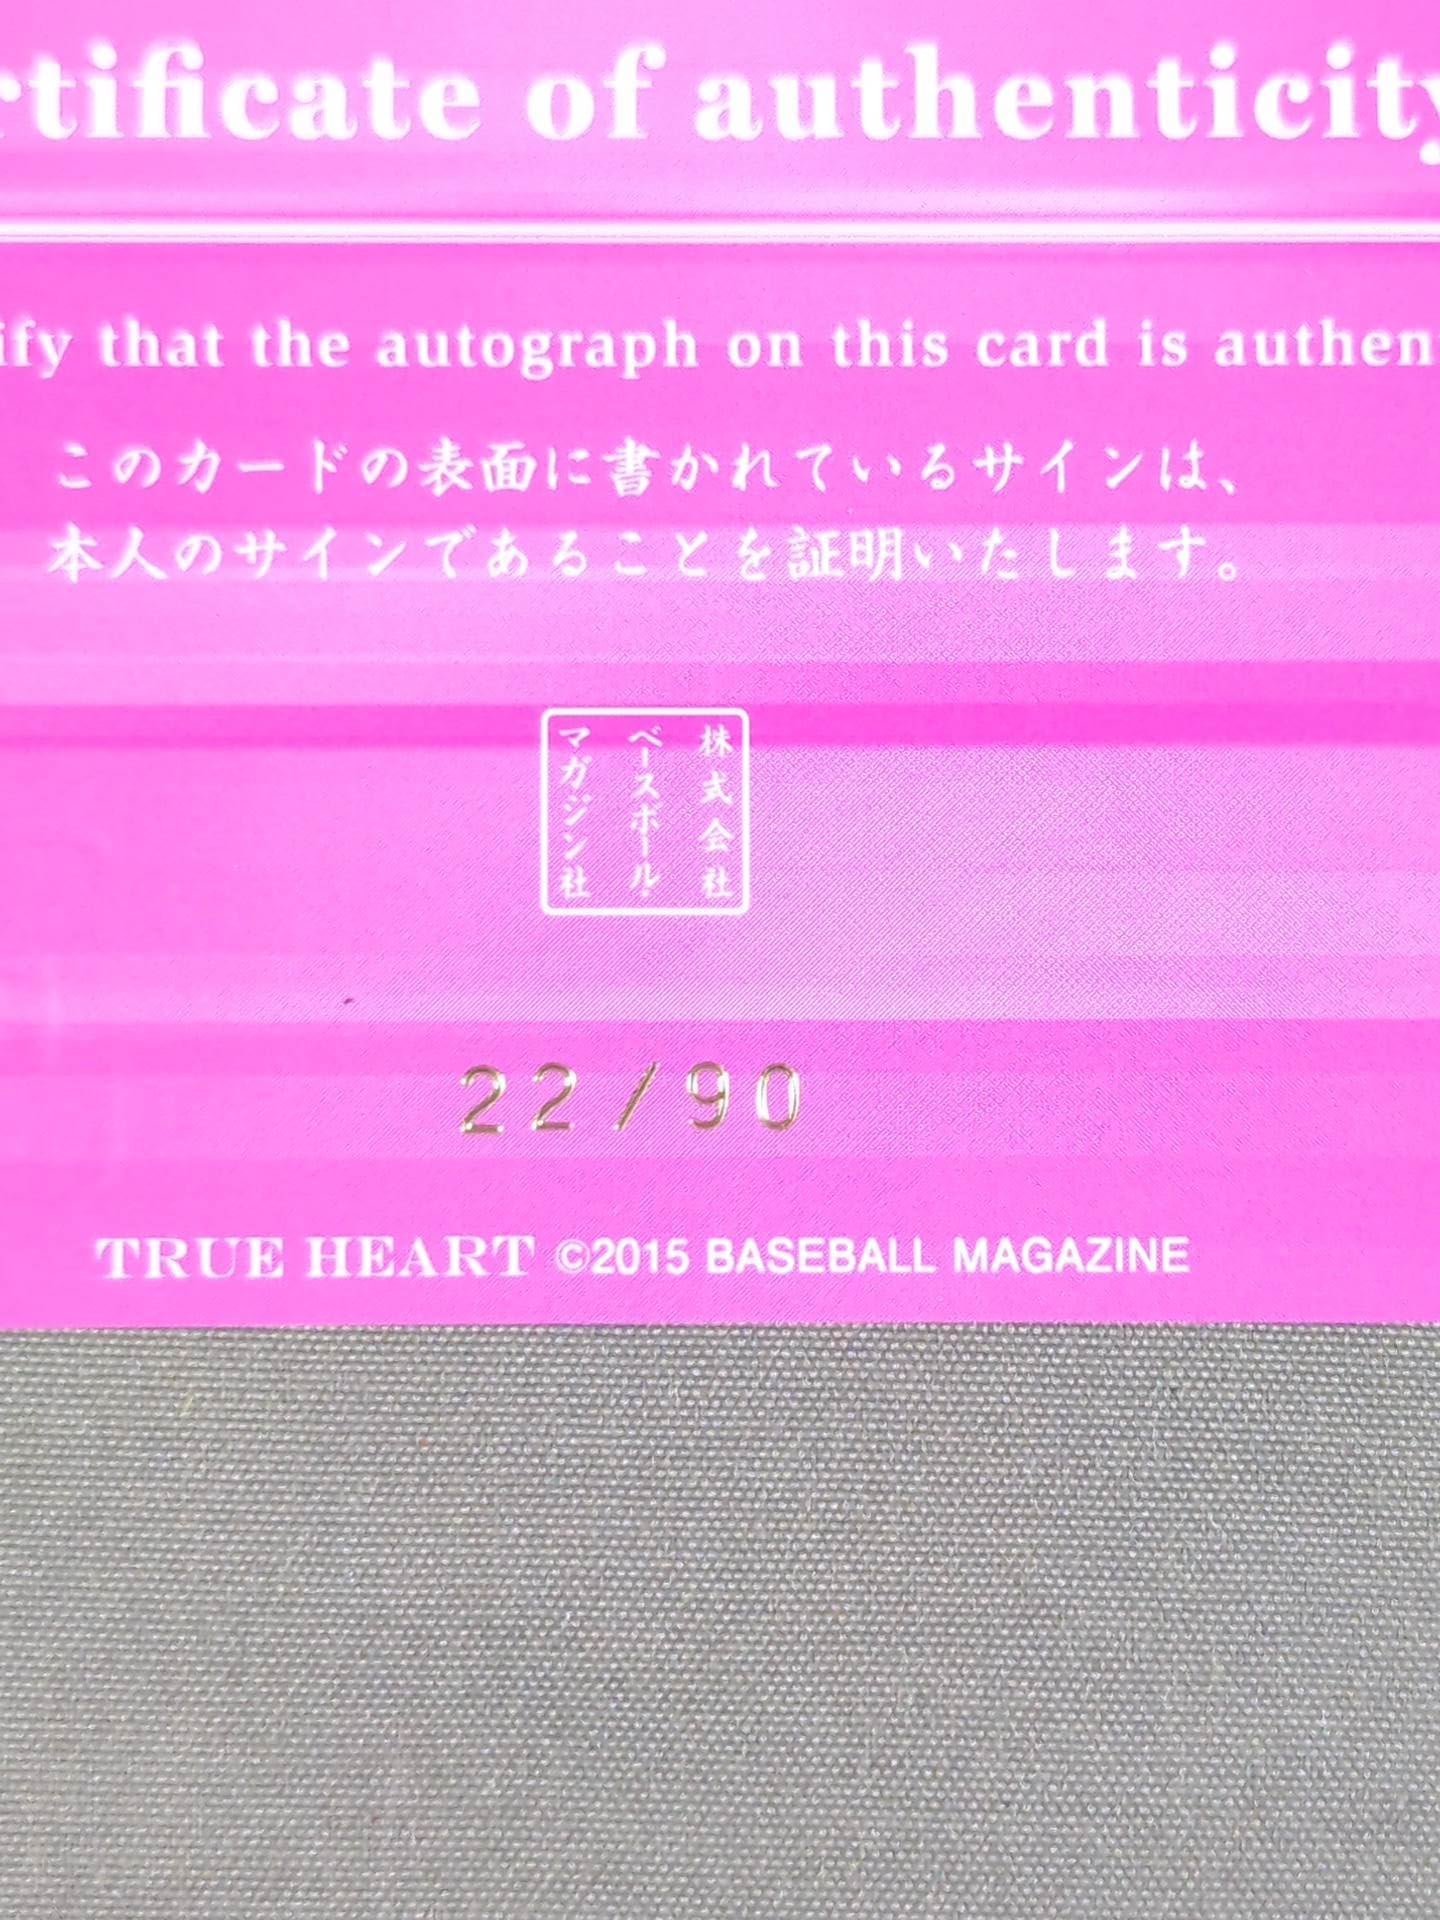 rtificate of authenticity
ify that the autograph on this card is authen
このカードの表面に書かれているサインは、
本人のサインであることを証明いたします。
株式会社
ベースボール・
マガジン社
22/90
TRUE HEART ©2015 BASEBALL MAGAZINE